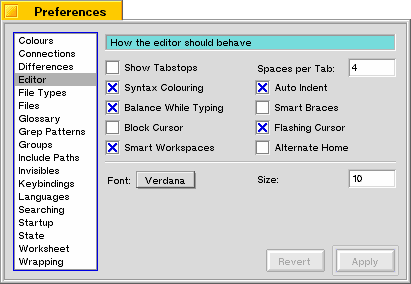 Preferences
Colours
Connections
Differences
Editor
File Types
Files
Glossary
Grep Patterns
Groups
Include Paths
Invisibles
Keybindings
Languages
Searching
Startup
State
Worksheet
Wrapping
How the editor should behave
Show Tabstops Spaces per Tab: 4
Syntax Colouring Auto Indent
Balance While Typing Smart Braces
Block Cursor Flashing Cursor
Smart Workspaces Alternate Home
Font: Verdana Size: 10
Revert Apply